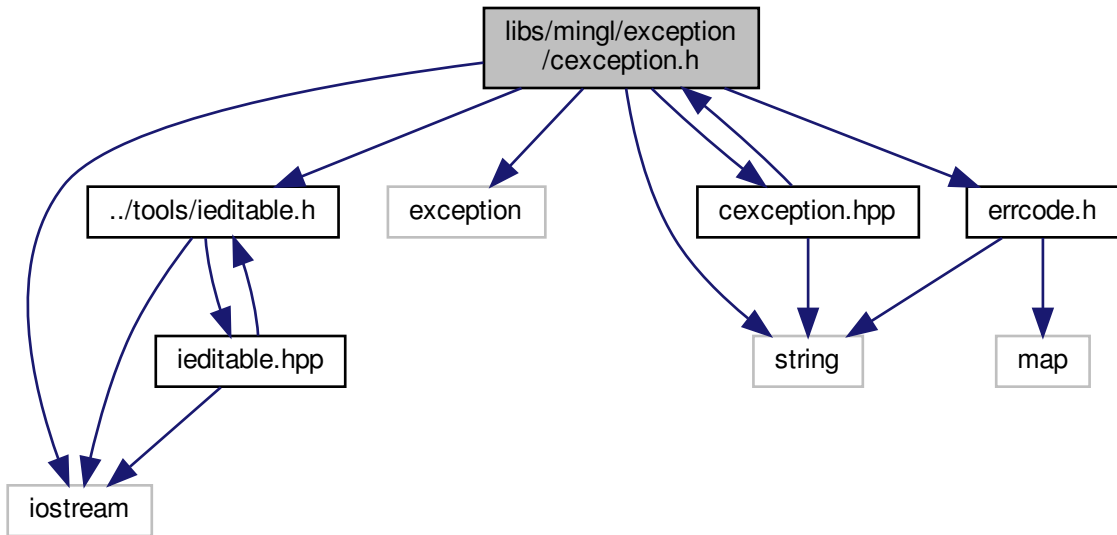 libs/mingl/exception
/cexception.h
../tools/ieditable.h
exception
cexception.hpp
errcode.h
ieditable.hpp
string
map
iostream